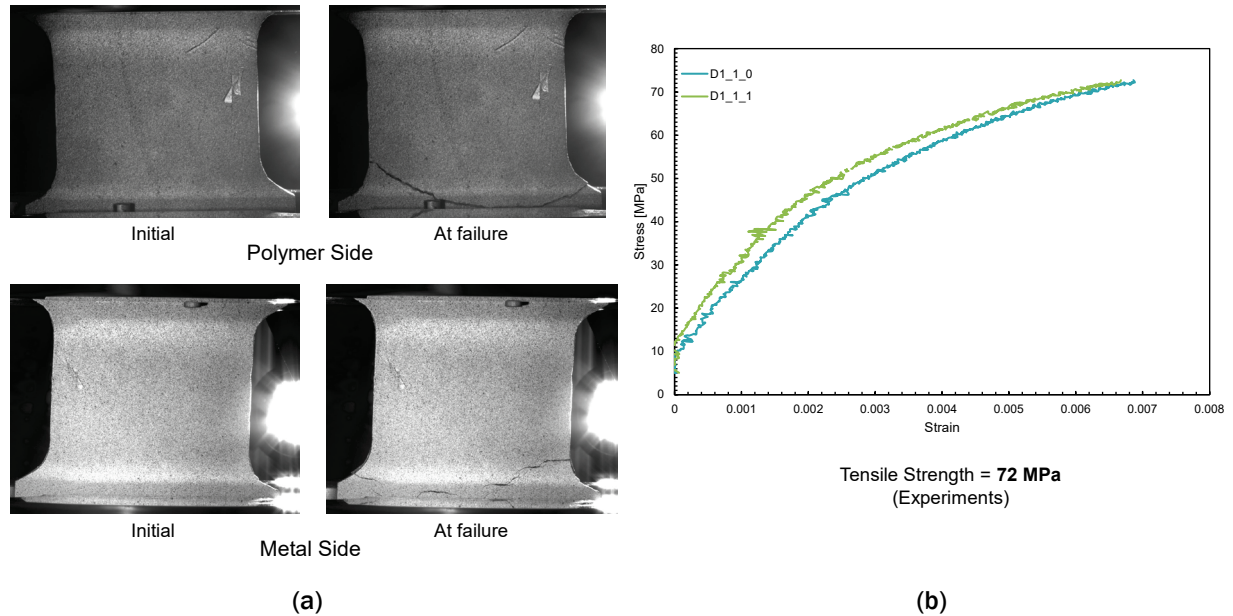 Initial
At failure
Polymer Side
Initial
At failure
Metal Side
(a)
80
70
60
50
40
30
20
10
0
Stress [MPa]
D1_1_0
D1_1_1
0
0.001
0.002
0.003
0.004
0.005
0.006
0.007
0.008
Strain
Tensile Strength = 72 MPa
(Experiments)
(b)